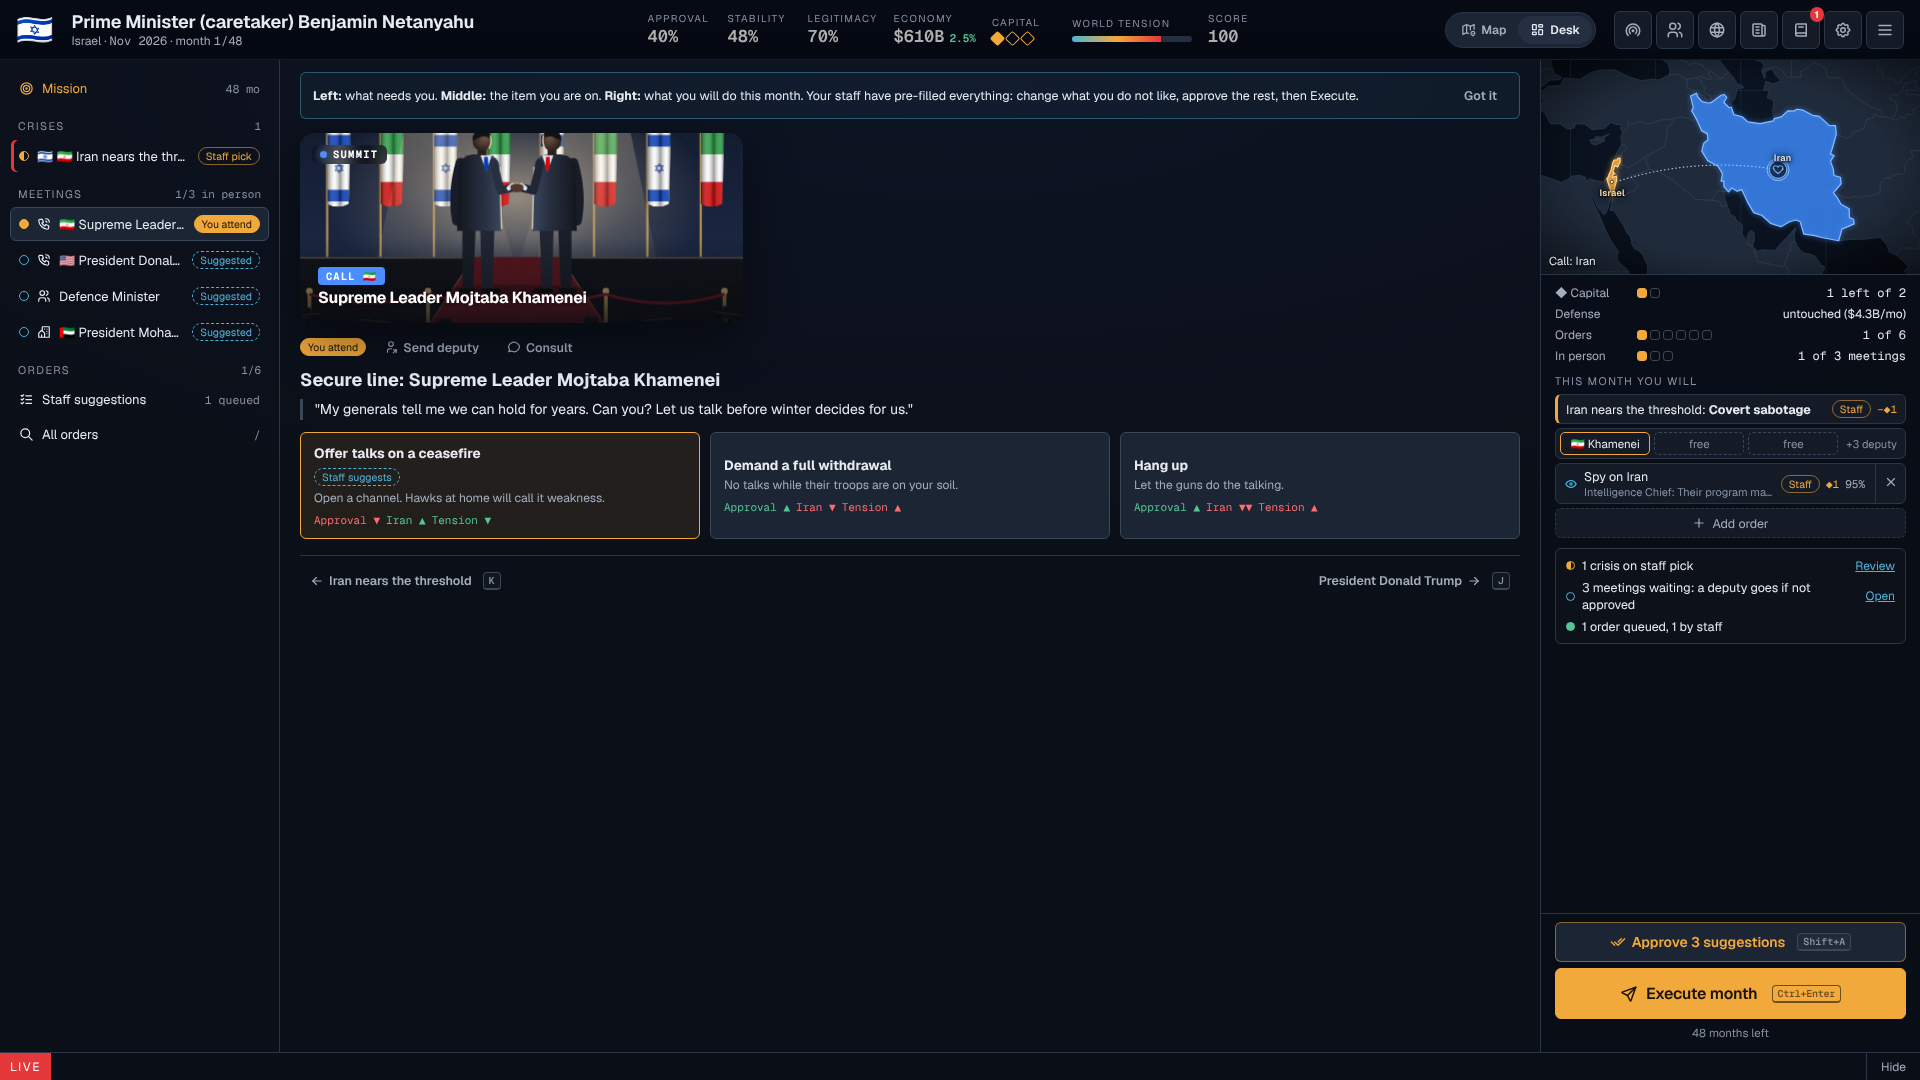 Prime Minister (caretaker) Benjamin Netanyahu
Israel · Nov 2026 · month 1/48
APPROVAL
40%
STABILITY
48%
LEGITIMACY
70%
ECONOMY
$610B 2.5%
CAPITAL
WORLD TENSION
SCORE
100
Map
Desk
1
Mission
48 mo
CRISES
1
Iran nears the thr...
Staff pick
MEETINGS
1/3 in person
Supreme Leader...
You attend
President Donal...
Suggested
Defence Minister
Suggested
President Moha...
Suggested
ORDERS
1/6
Staff suggestions
1 queued
All orders
/
Left: what needs you. Middle: the item you are on. Right: what you will do this month. Your staff have pre-filled everything: change what you do not like, approve the rest, then Execute.
Got it
SUMMIT
CALL
Supreme Leader Mojtaba Khamenei
You attend
Send deputy
Consult
Secure line: Supreme Leader Mojtaba Khamenei
"My generals tell me we can hold for years. Can you? Let us talk before winter decides for us."
Offer talks on a ceasefire
Staff suggests
Open a channel. Hawks at home will call it weakness.
Approval ▼ Iran ▲ Tension ▼
Demand a full withdrawal
No talks while their troops are on your soil.
Approval ▲ Iran ▼ Tension ▲
Hang up
Let the guns do the talking.
Approval ▲ Iran ▼▼ Tension ▲
← Iran nears the threshold
K
President Donald Trump →
J
Iran
Israel
Call: Iran
Capital
1 left of 2
Defense
untouched ($4.3B/mo)
Orders
1 of 6
In person
1 of 3 meetings
THIS MONTH YOU WILL
Iran nears the threshold: Covert sabotage
Staff
−◆1
Khamenei
free
free
+3 deputy
Spy on Iran
Intelligence Chief: Their program ma...
Staff
◆1
95%
Add order
1 crisis on staff pick
Review
3 meetings waiting: a deputy goes if not
approved
Open
1 order queued, 1 by staff
Approve 3 suggestions
Shift+A
Execute month
Ctrl+Enter
48 months left
LIVE
Hide